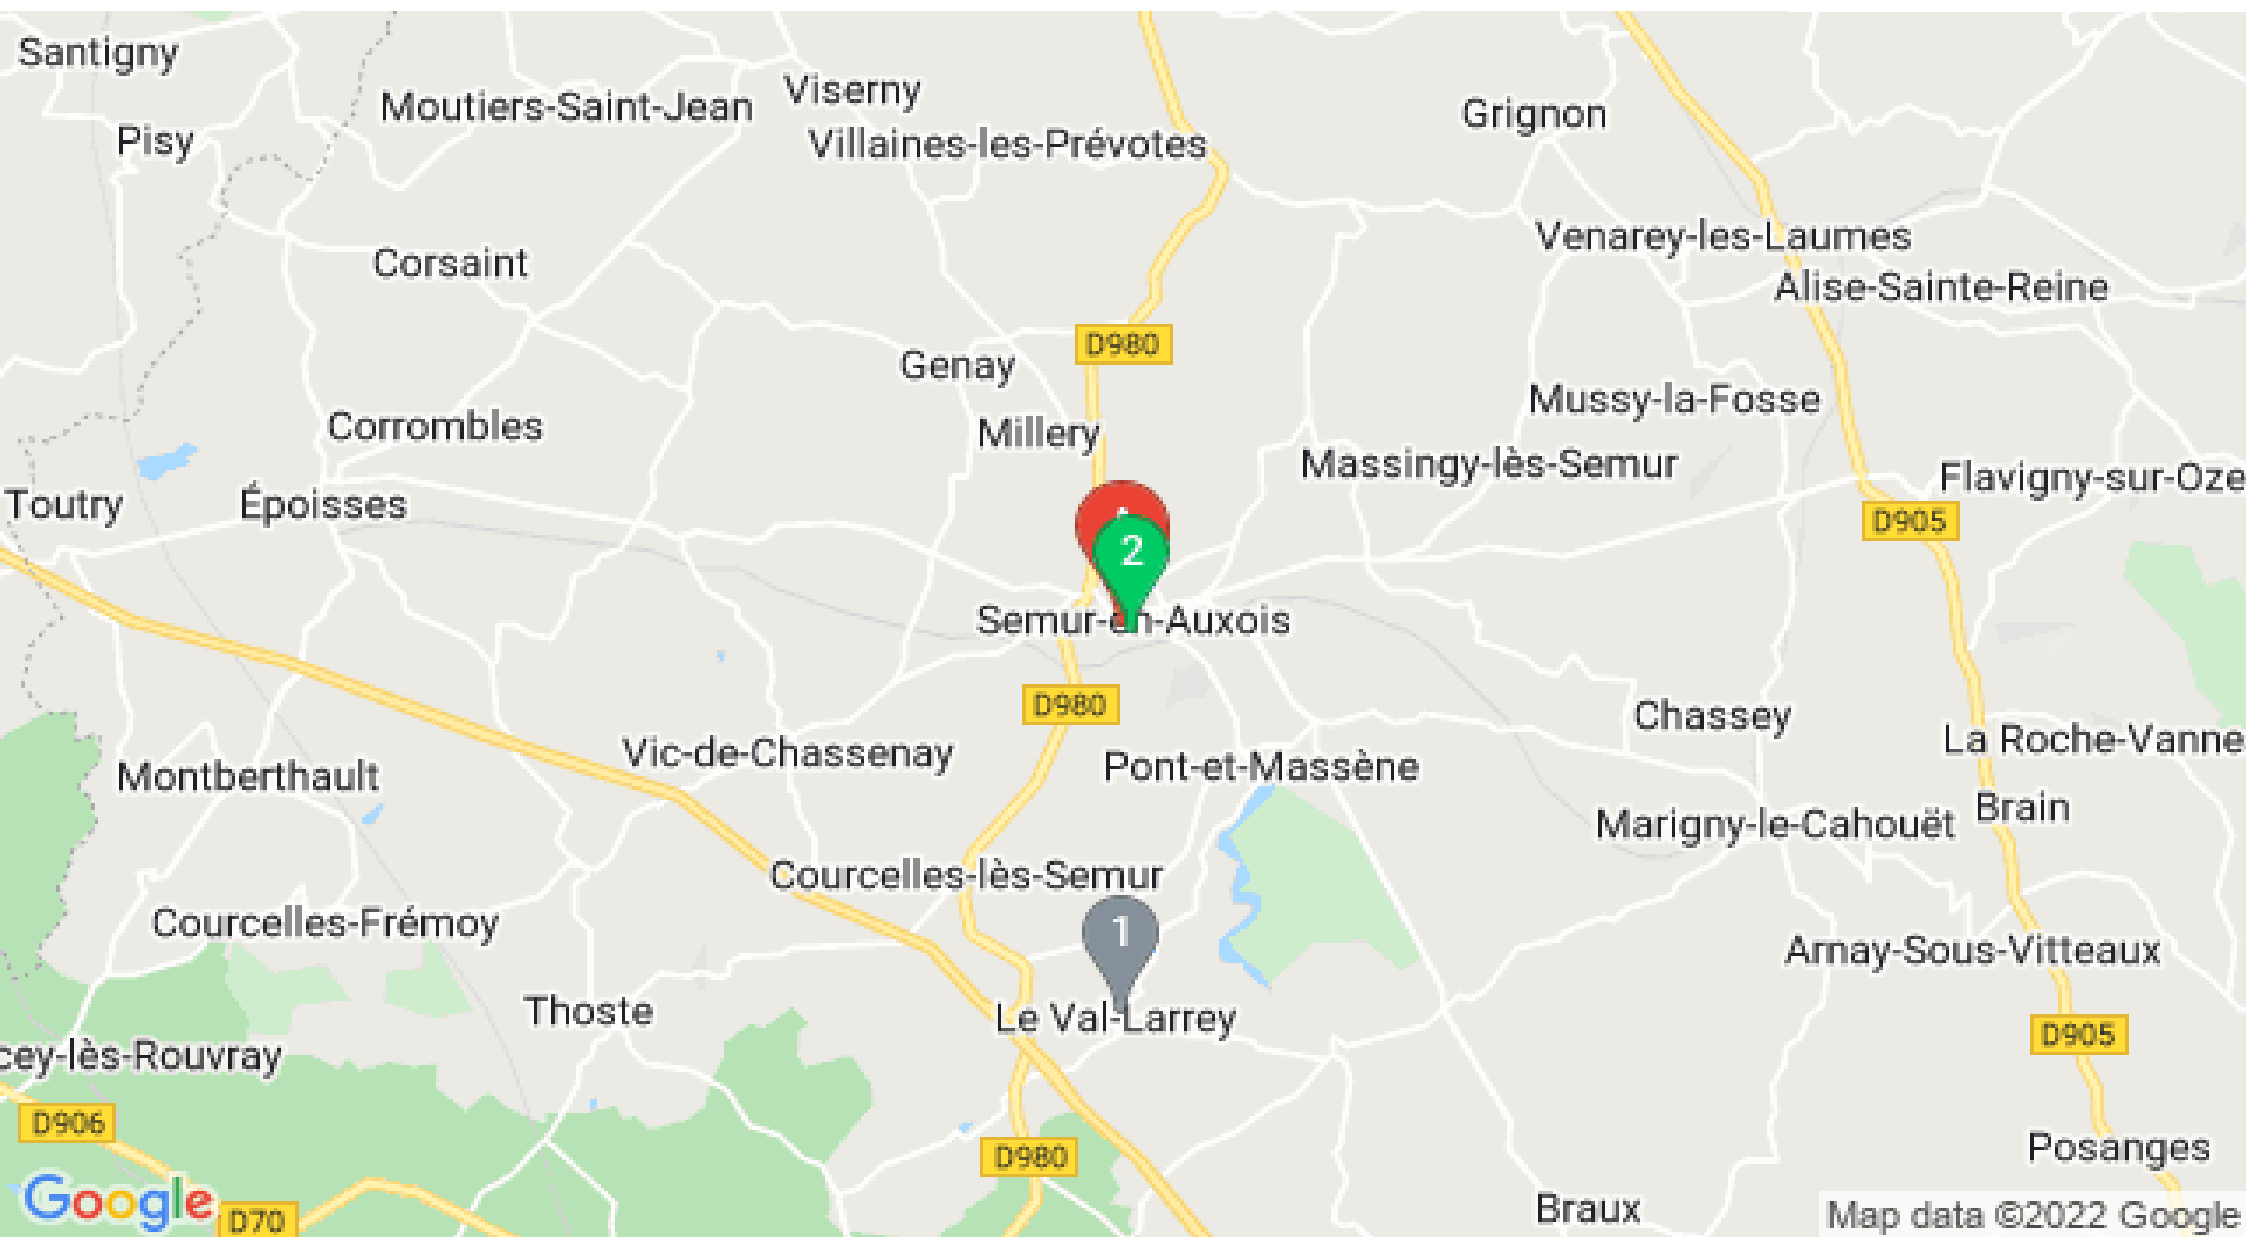 Santigny
Viserny
Moutiers-Saint-Jean
Grignon
Pisy
Villaines-les-Prévotes
Venarey-les-Laumes
Corsaint
Alise-Sainte-Reine
D980
Genay
Mussy-la-Fosse
Corrombles
Millery
Massingy-lès-Semur
Flavigny-sur-Oze
Toutry
Époisses
D905
2
Semur-en-Auxois
D980
Chassey
La Roche-Vanne
Vic-de-Chassenay
Pont-et-Massène
Montberthault
Brain
Marigny-le-Cahouët
Courcelles-lès-Semur
Courcelles-Frémoy
1
Arnay-Sous-Vitteaux
Thoste
Le Val-Larrey
D905
cey-lès-Rouvray
D906
Posanges
D980
Google
D70
Braux
Map data ©2022 Google